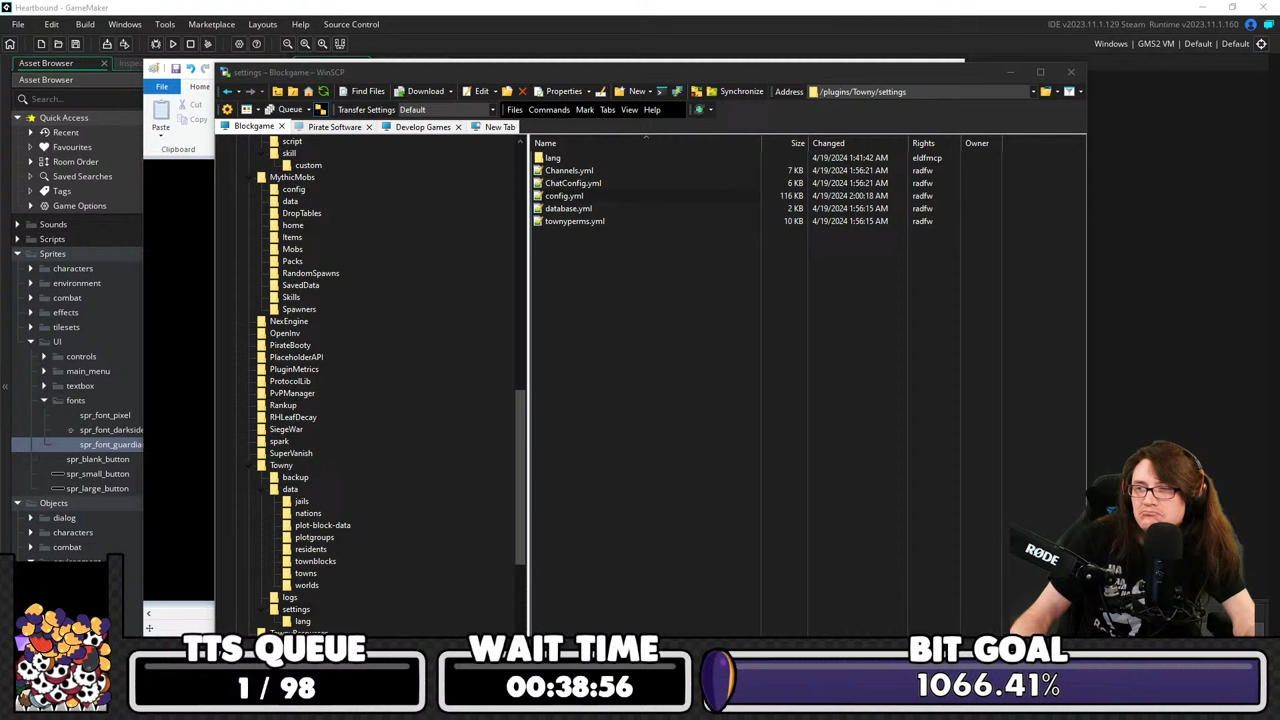 Heartbound - GameMaker
File Edit Build Windows Tools Marketplace Layouts Help Source Control
IDE v2023.11.1.129 Steam Runtime v2023.11.1.160
Windows | GMS2 VM | Default | Default
Asset Browser
Asset Browser
Search...
Quick Access
Recent
Favourites
Room Order
Saved Searches
Tags
Game Options
Sounds
Scripts
Sprites
characters
environment
combat
effects
tilesets
UI
controls
main_menu
textbox
fonts
spr_font_pixel
spr_font_darkside
spr_font_guardia
spr_blank_button
spr_small_button
spr_large_button
Objects
dialog
characters
combat
File Home
Paste
Cut
Copy
Clipboard
settings – Blockgame – WinSCP
Find Files Download Edit Properties New Synchronize Address /plugins/Towny/settings
Queue Transfer Settings Default Files Commands Mark Tabs View Help
Blockgame Pirate Software Develop Games New Tab
script
skill
custom
MythicMobs
config
data
DropTables
home
Items
Mobs
Packs
RandomSpawns
SavedData
Skills
Spawners
NexEngine
OpenInv
PirateBooty
PlaceholderAPI
PluginMetrics
ProtocolLib
PvPManager
Rankup
RHLeafDecay
SiegeWar
spark
SuperVanish
Towny
backup
data
jails
nations
plot-block-data
plotgroups
residents
townblocks
towns
worlds
logs
settings
lang
Name Size Changed Rights Owner
lang 4/19/2024 1:41:42 AM eldfmcp
Channels.yml 7 KB 4/19/2024 1:56:21 AM radfw
ChatConfig.yml 6 KB 4/19/2024 1:56:21 AM radfw
config.yml 116 KB 4/19/2024 2:00:18 AM radfw
database.yml 2 KB 4/19/2024 1:56:15 AM radfw
townyperms.yml 10 KB 4/19/2024 1:56:15 AM radfw
RØDE
TTS QUEUE
1 / 98
WAIT TIME
00:38:56
BIT GOAL
1066.41%